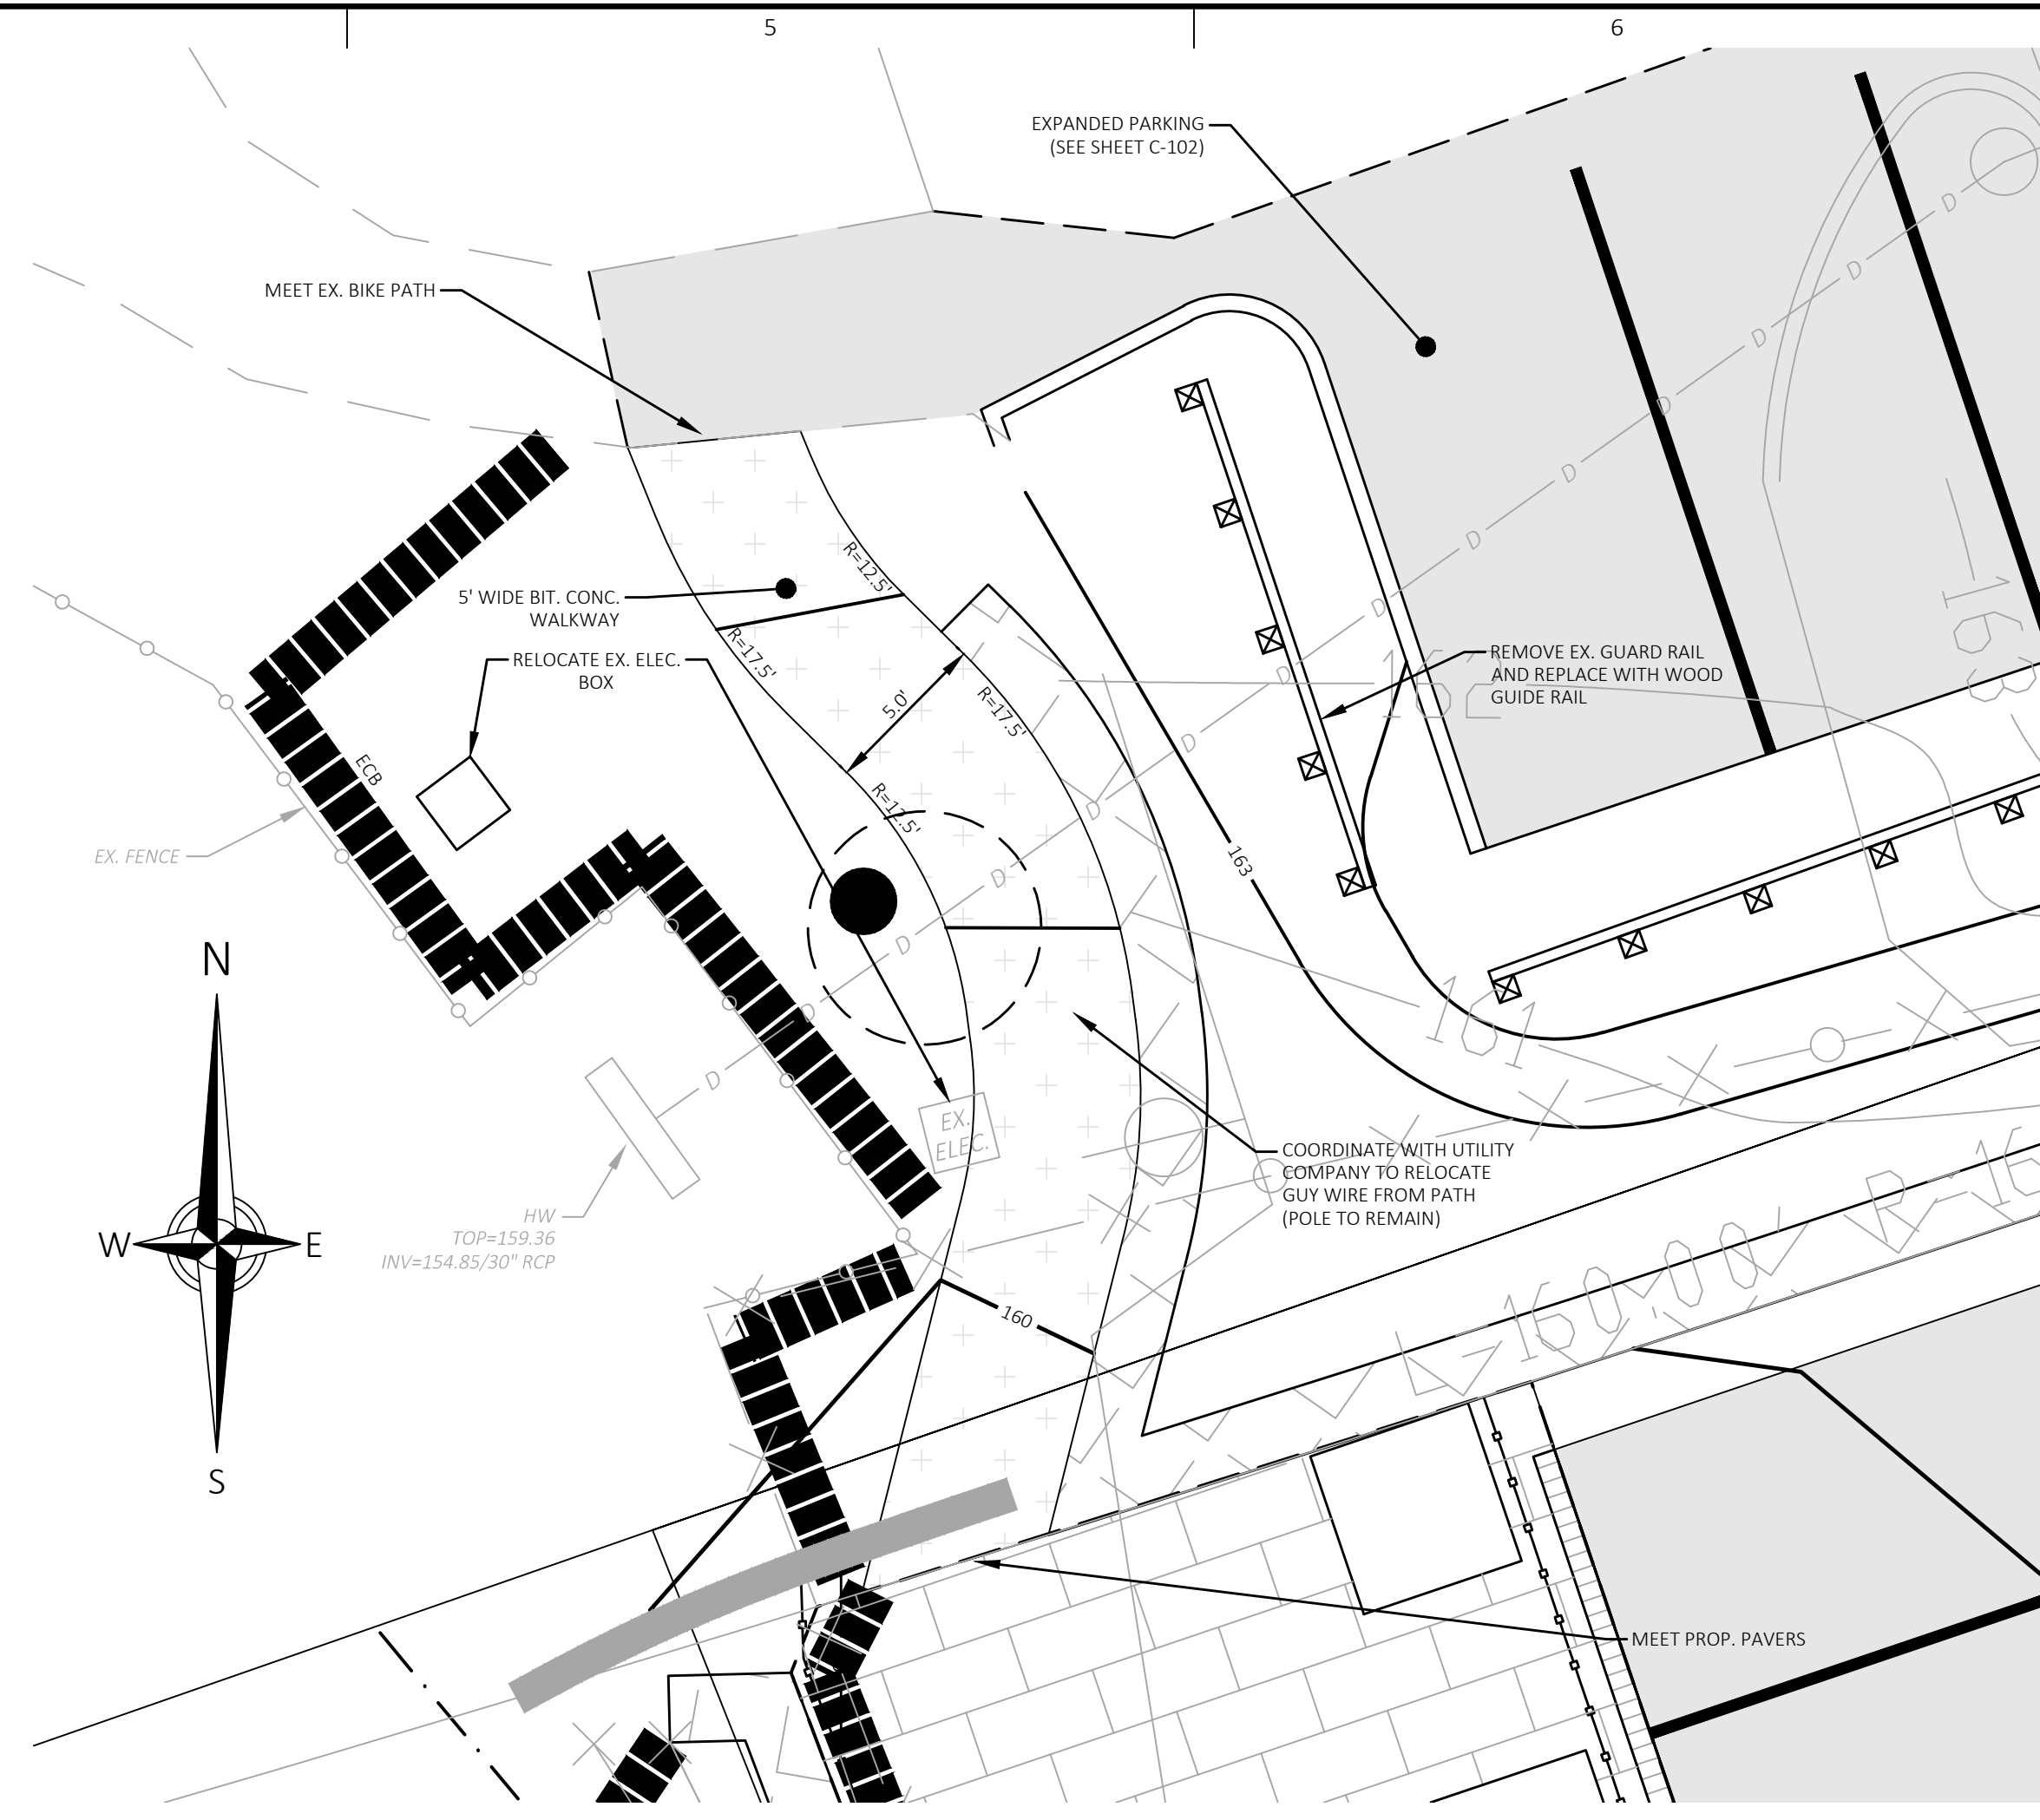 5
6
EXPANDED PARKING
(SEE SHEET C-102)
MEET EX. BIKE PATH
R=12.5'
5' WIDE BIT. CONC.
WALKWAY
R=17.5'
RELOCATE EX. ELEC.
BOX
5.0'
R=17.5'
162
REMOVE EX. GUARD RAIL
AND REPLACE WITH WOOD
GUIDE RAIL
ECB
R=12.5'
EX. FENCE
163
D
D
D
D
D
D
D
D
D
D
D
D
D
D
161
N
W
E
S
EX.
ELEC.
HW
TOP=159.36
INV=154.85/30" RCP
COORDINATE WITH UTILITY
COMPANY TO RELOCATE
GUY WIRE FROM PATH
(POLE TO REMAIN)
160
MEET PROP. PAVERS